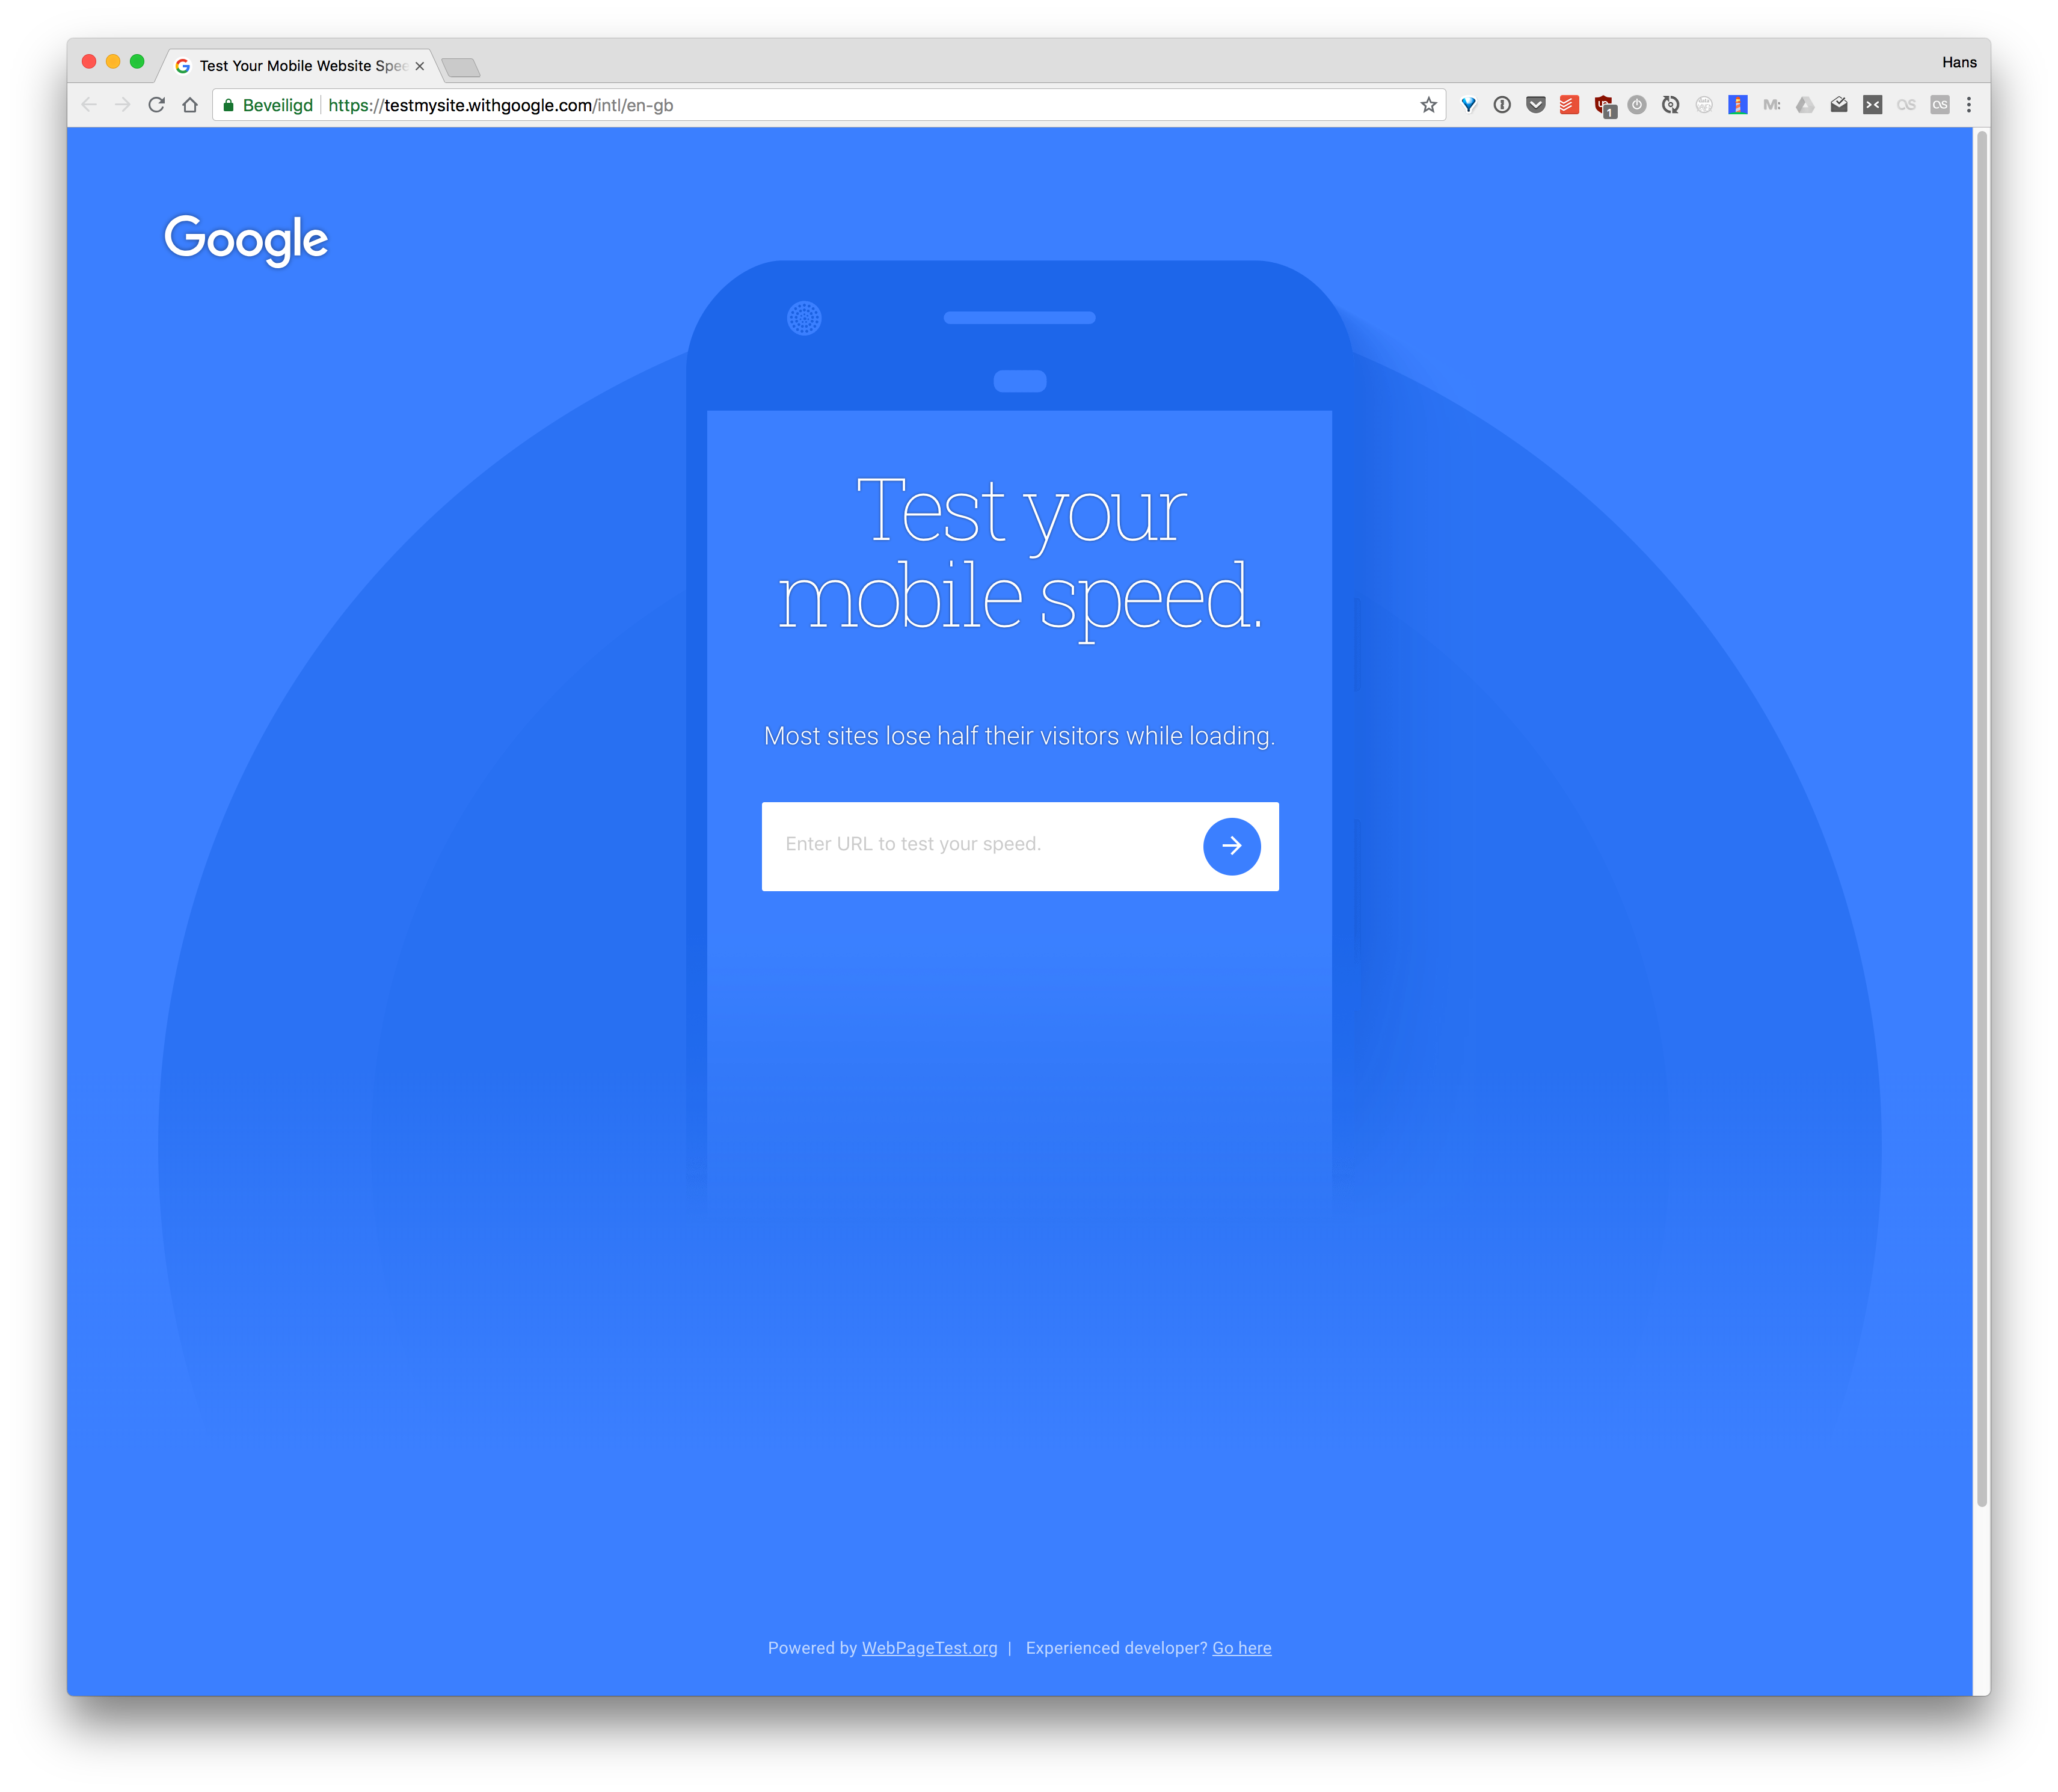 Test Your Mobile Website Spee
Hans
Beveiligd https://testmysite.withgoogle.com/intl/en-gb
1
M:
Google
Test your
mobile speed.
Most sites lose half their visitors while loading.
Enter URL to test your speed.
Powered by WebPageTest.org | Experienced developer? Go here